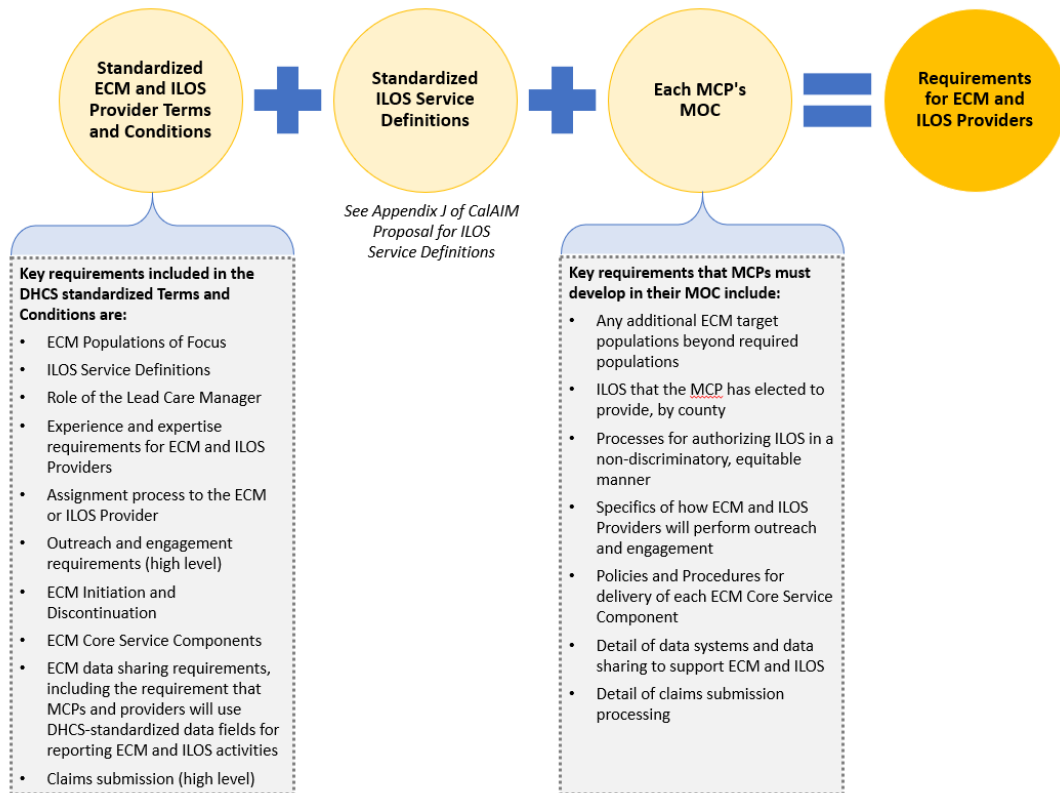 Standardized
ECM and ILOS
Provider Terms
and Conditions
Standardized
ILOS Service
Definitions
Each MCP's
MOC
Requirements
for ECM and
ILOS Providers
See Appendix J of CalAIM
Proposal for ILOS
Service Definitions
Key requirements included in the
DHCS standardized Terms and
Conditions are:
• ECM Populations of Focus
• ILOS Service Definitions
• Role of the Lead Care Manager
• Experience and expertise
requirements for ECM and ILOS
Providers
• Assignment process to the ECM
or ILOS Provider
• Outreach and engagement
requirements (high level)
• ECM Initiation and
Discontinuation
• ECM Core Service Components
• ECM data sharing requirements,
including the requirement that
MCPs and providers will use
DHCS-standardized data fields for
reporting ECM and ILOS activities
• Claims submission (high level)
Key requirements that MCPs must
develop in their MOC include:
• Any additional ECM target
populations beyond required
populations
• ILOS that the MCP has elected to
provide, by county
• Processes for authorizing ILOS in a
non-discriminatory, equitable
manner
• Specifics of how ECM and ILOS
Providers will perform outreach
and engagement
• Policies and Procedures for
delivery of each ECM Core Service
Component
• Detail of data systems and data
sharing to support ECM and ILOS
• Detail of claims submission
processing